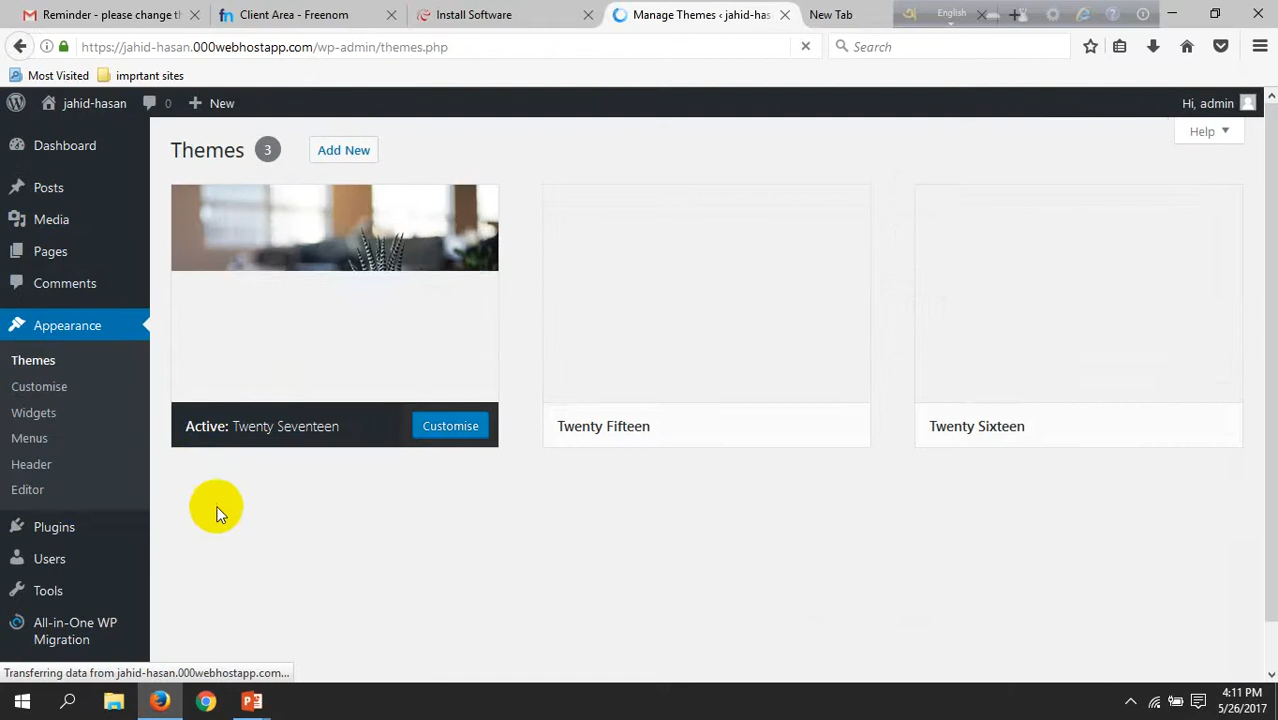 Reminder - please change th
Client Area - Freenom
Install Software
Manage Themes ‹ jahid-has
New Tab
English
https://jahid-hasan.000webhostapp.com/wp-admin/themes.php
Search
Most Visited
imprtant sites
jahid-hasan
0
New
Hi, admin
Help
Themes 3
Add New
Dashboard
Posts
Media
Pages
Comments
Appearance
Themes
Customise
Widgets
Menus
Header
Editor
Plugins
Users
Tools
All-in-One WP
Migration
Active: Twenty Seventeen
Customise
Twenty Fifteen
Twenty Sixteen
Transferring data from jahid-hasan.000webhostapp.com...
4:11 PM
5/26/2017